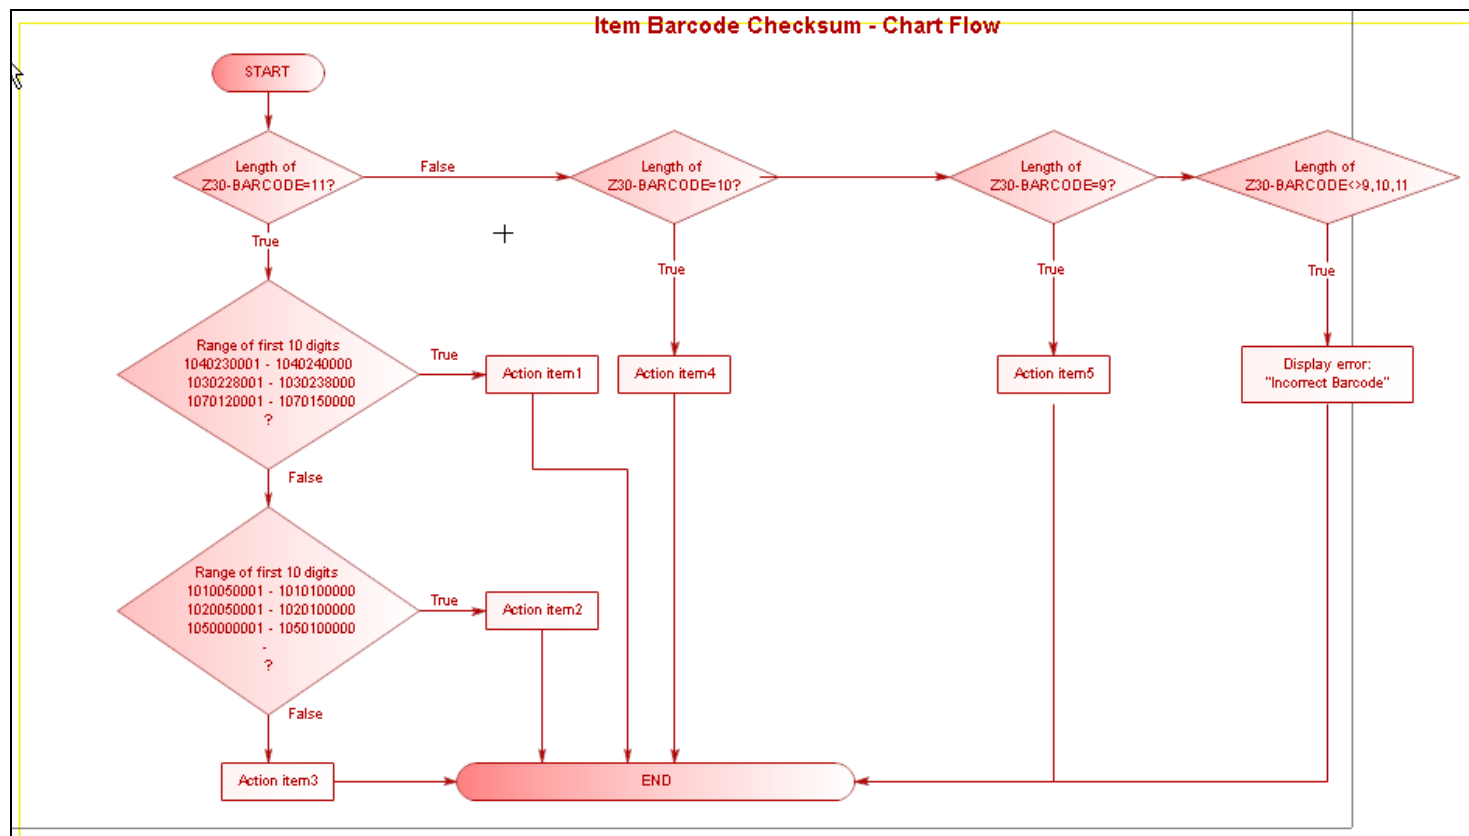 Item Barcode Checksum - Chart Flow
START
Length of
Z30-BARCODE=11?
False
Length of
Z30-BARCODE=10?
Length of
Z30-BARCODE=9?
Length of
Z30-BARCODE<>9,10,11
True
True
True
True
Range of first 10 digits
1040230001 - 1040240000
1030228001 - 1030238000
1070120001 - 1070150000
?
True
Action item1
Action item4
Action item5
Display error:
"Incorrect Barcode"
False
Range of first 10 digits
1010050001 - 1010100000
1020050001 - 1020100000
1050000001 - 1050100000
-
?
True
Action item2
False
Action item3
END